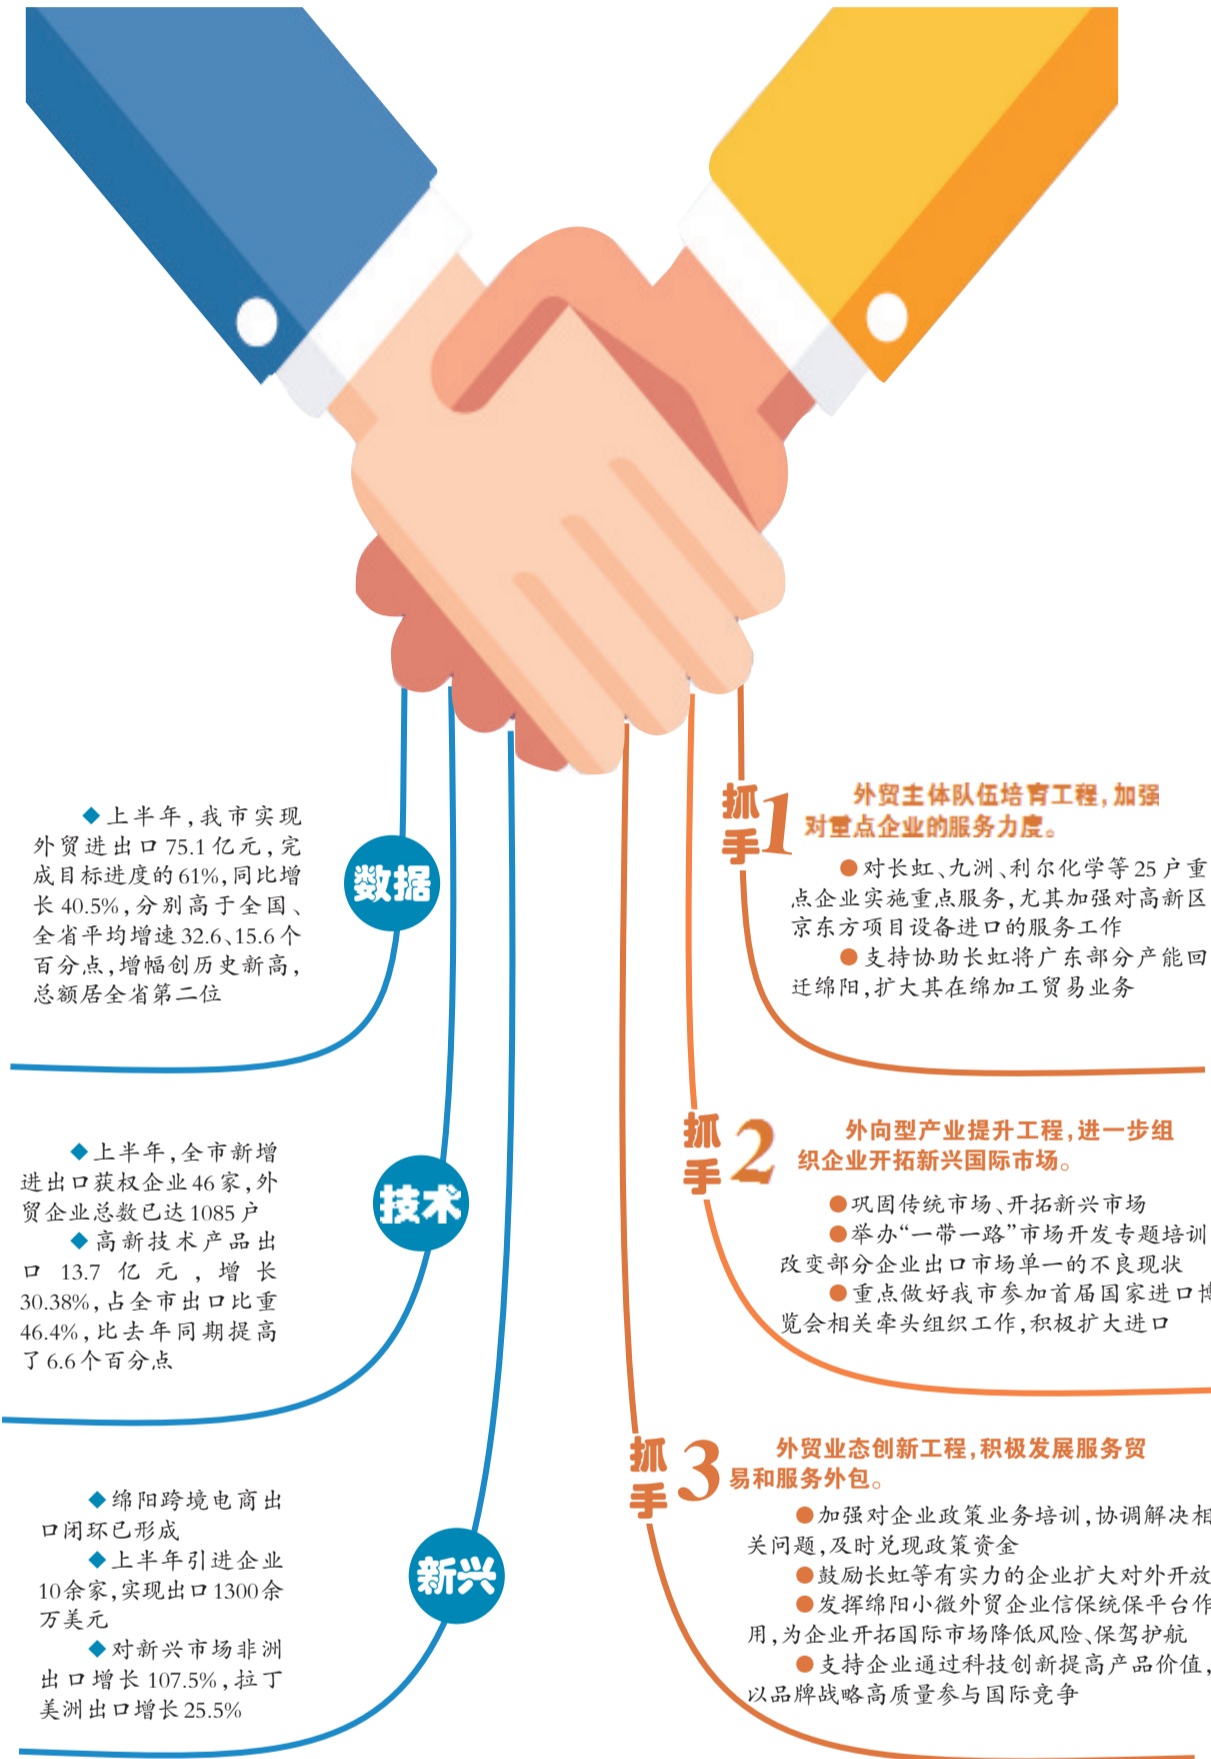 ◆上半年,我市实现
外贸进出口75.1亿元,完
成目标进度的61%,同比增
长40.5%,分别高于全国、
全省平均增速32.6、15.6个
百分点,增幅创历史新高,
总额居全省第二位
数据
◆上半年,全市新增
进出口获权企业46家,外
贸企业总数已达1085户
◆高新技术产品出
口13.7亿元,增长
30.38%,占全市出口比重
46.4%,比去年同期提高
了6.6个百分点
技术
◆绵阳跨境电商出
口闭环已形成
◆上半年引进企业
10余家,实现出口1300余
万美元
◆对新兴市场非洲
出口增长107.5%,拉丁
美洲出口增长25.5%
新兴
抓手1
外贸主体队伍培育工程,加强
对重点企业的服务力度。
●对长虹、九洲、利尔化学等25户重
点企业实施重点服务,尤其加强对高新区
京东方项目设备进口的服务工作
●支持协助长虹将广东部分产能回
迁绵阳,扩大其在绵加工贸易业务
抓手2
外向型产业提升工程,进一步组
织企业开拓新兴国际市场。
●巩固传统市场、开拓新兴市场
●举办“一带一路”市场开发专题培训
改变部分企业出口市场单一的不良现状
●重点做好我市参加首届国家进口博
览会相关牵头组织工作,积极扩大进口
抓手3
外贸业态创新工程,积极发展服务贸
易和服务外包。
●加强对企业政策业务培训,协调解决相
关问题,及时兑现政策资金
●鼓励长虹等有实力的企业扩大对外开放
●发挥绵阳小微外贸企业信保统保平台作
用,为企业开拓国际市场降低风险、保驾护航
●支持企业通过科技创新提高产品价值,
以品牌战略高质量参与国际竞争